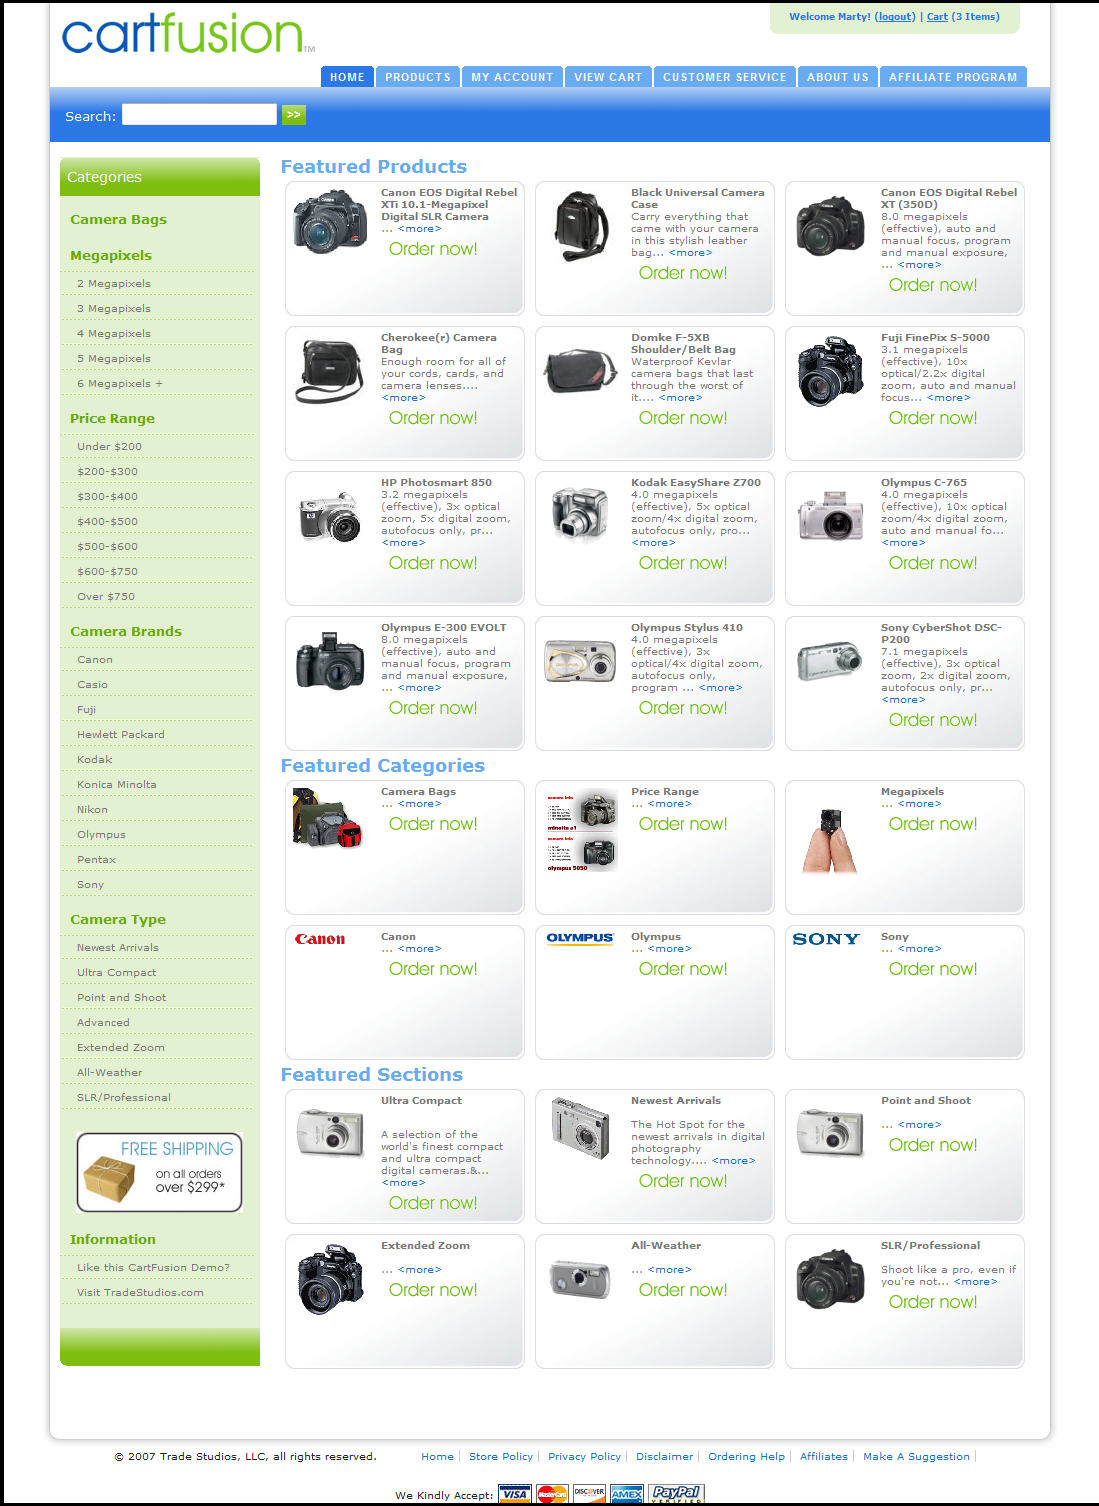 Welcome Marty! (logout) | Cart (3 Items)
cartfusion™
HOME
PRODUCTS
MY ACCOUNT
VIEW CART
CUSTOMER SERVICE
ABOUT US
AFFILIATE PROGRAM
Search:
>>
Categories
Camera Bags
Megapixels
2 Megapixels
3 Megapixels
4 Megapixels
5 Megapixels
6 Megapixels +
Price Range
Under $200
$200-$300
$300-$400
$400-$500
$500-$600
$600-$750
Over $750
Camera Brands
Canon
Casio
Fuji
Hewlett Packard
Kodak
Konica Minolta
Nikon
Olympus
Pentax
Sony
Camera Type
Newest Arrivals
Ultra Compact
Point and Shoot
Advanced
Extended Zoom
All-Weather
SLR/Professional
FREE SHIPPING
on all orders
over $299*
Information
Like this CartFusion Demo?
Visit TradeStudios.com
Featured Products
Canon EOS Digital Rebel
XTi 10.1-Megapixel
Digital SLR Camera
... <more>
Order now!
Black Universal Camera
Case
Carry everything that
came with your camera
in this stylish leather
bag... <more>
Order now!
Canon EOS Digital Rebel
XT (350D)
8.0 megapixels
(effective), auto and
manual focus, program
and manual exposure,
... <more>
Order now!
Cherokee(r) Camera
Bag
Enough room for all of
your cords, cards, and
camera lenses....
<more>
Order now!
Domke F-5XB
Shoulder/Belt Bag
Waterproof Kevlar
camera bags that last
through the worst of
it.... <more>
Order now!
Fuji FinePix S-5000
3.1 megapixels
(effective), 10x
optical/2.2x digital
zoom, auto and manual
focus... <more>
Order now!
HP Photosmart 850
3.2 megapixels
(effective), 3x optical
zoom, 5x digital zoom,
autofocus only, pr...
<more>
Order now!
Kodak EasyShare Z700
4.0 megapixels
(effective), 5x optical
zoom/4x digital zoom,
autofocus only, pro...
<more>
Order now!
Olympus C-765
4.0 megapixels
(effective), 10x optical
zoom/4x digital zoom,
auto and manual fo...
<more>
Order now!
Olympus E-300 EVOLT
8.0 megapixels
(effective), auto and
manual focus, program
and manual exposure,
... <more>
Order now!
Olympus Stylus 410
4.0 megapixels
(effective), 3x
optical/4x digital zoom,
autofocus only,
program ... <more>
Order now!
Sony CyberShot DSC-
P200
7.1 megapixels
(effective), 3x optical
zoom, 2x digital zoom,
autofocus only, pr...
<more>
Order now!
Featured Categories
Camera Bags
... <more>
Order now!
camera info
minolta a1
camera info
olympus 5050
Price Range
... <more>
Order now!
Megapixels
... <more>
Order now!
Canon
Canon
... <more>
Order now!
OLYMPUS
Olympus
... <more>
Order now!
SONY
Sony
... <more>
Order now!
Featured Sections
Ultra Compact
A selection of the
world's finest compact
and ultra compact
digital cameras.&...
<more>
Order now!
Newest Arrivals
The Hot Spot for the
newest arrivals in digital
photography
technology.... <more>
Order now!
Point and Shoot
... <more>
Order now!
Extended Zoom
... <more>
Order now!
All-Weather
... <more>
Order now!
SLR/Professional
Shoot like a pro, even if
you're not... <more>
Order now!
© 2007 Trade Studios, LLC, all rights reserved.
Home | Store Policy | Privacy Policy | Disclaimer | Ordering Help | Affiliates | Make A Suggestion |
We Kindly Accept:
VISA
MasterCard
DISCOVER
AMEX
PayPal
VERIFIED